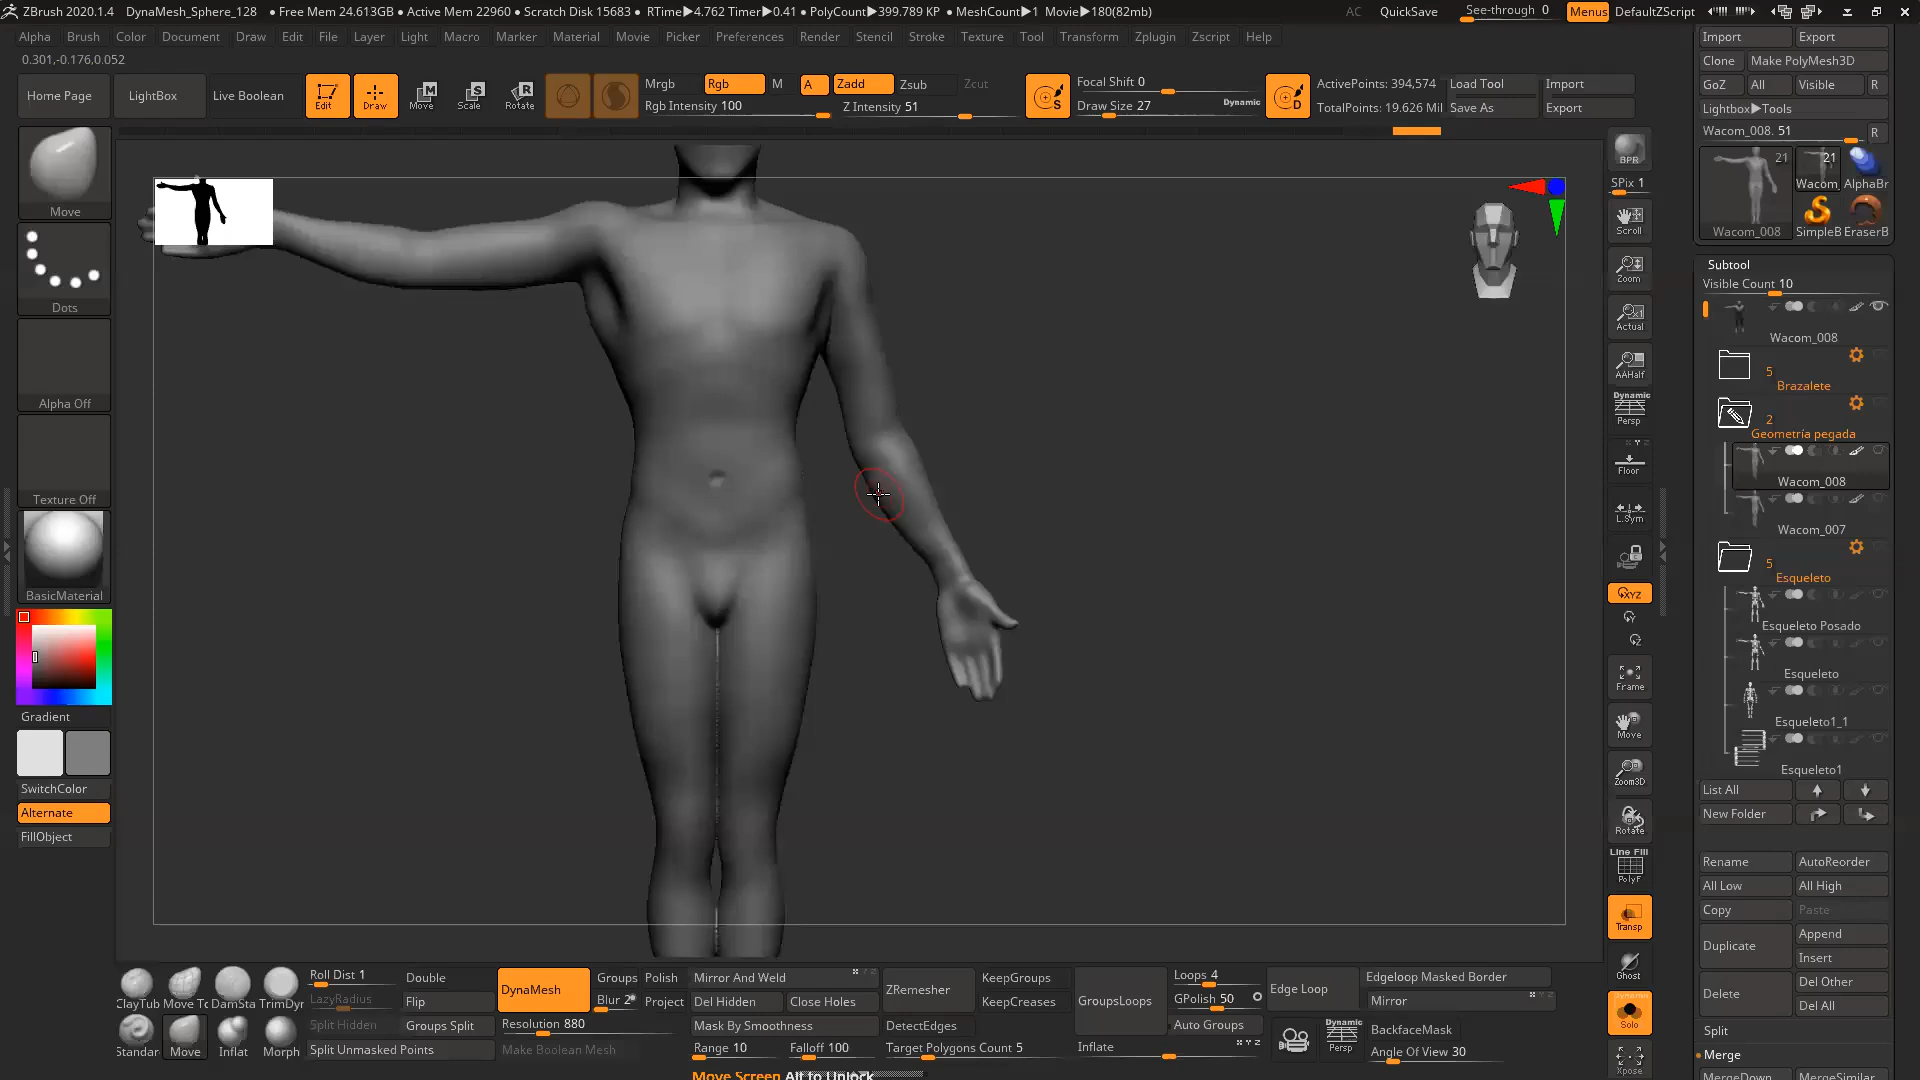 ZBrush 2020.1.4 DynaMesh_Sphere_128 • Free Mem 24.613GB • Active Mem 22960 • Scratch Disk 15683 • RTime▶4.762 Timer▶0.41 • PolyCount▶399.789 KP • MeshCount▶1 Movie▶180(82mb) AC QuickSave See-through 0 Menus DefaultZScript
Alpha Brush Color Document Draw Edit File Layer Light Macro Marker Material Movie Picker Preferences Render Stencil Stroke Texture Tool Transform Zplugin Zscript Help
0.301,-0.176,0.052
Home Page LightBox Live Boolean
Edit Draw Move Scale Rotate
Mrgb Rgb M A Zadd Zsub Zcut
Rgb Intensity 100 Z Intensity 51
Focal Shift 0
Draw Size 27 Dynamic
ActivePoints: 394,574
TotalPoints: 19.626 Mil
Load Tool Import
Save As Export
Move
Dots
Alpha Off
Texture Off
BasicMaterial
Gradient
SwitchColor
Alternate
FillObject
BPR
SPix 1
Scroll
Zoom
Actual
AAHalf
Dynamic
Persp
Floor
L.Sym
XYZ
Frame
Move
Zoom3D
Rotate
Line Fill
PolyF
Transp
Ghost
Dynamic
Solo
Xpose
Import Export
Clone Make PolyMesh3D
GoZ All Visible R
Lightbox▶Tools
Wacom_008. 51 R
21 21
Wacom_ AlphaBr
Wacom_008 SimpleB EraserB
Subtool
Visible Count 10
Wacom_008
5
Brazalete
2
Geometría pegada
Wacom_008
Wacom_007
5
Esqueleto
Esqueleto Posado
Esqueleto
Esqueleto1_1
Esqueleto1
List All
New Folder
Rename AutoReorder
All Low All High
Copy Paste
Duplicate Append
Insert
Delete Del Other
Del All
Split
Merge
MergeDown MergeSimilar
ClayTub Move To DamSta TrimDyn
Standar Move Inflat Morph
Roll Dist 1 Double
LazyRadius Flip
Split Hidden Groups Split
Split Unmasked Points
DynaMesh Groups Polish
Blur 2 Project
Resolution 880
Make Boolean Mesh
Mirror And Weld
Del Hidden Close Holes
Mask By Smoothness
Range 10 Falloff 100
Move Screen Alt to Unlock
ZRemesher KeepGroups
KeepCreases
DetectEdges
Target Polygons Count 5
GroupsLoops Loops 4
GPolish 50
Auto Groups
Inflate
Edge Loop Edgeloop Masked Border
Mirror
Dynamic
Persp
BackfaceMask
Angle Of View 30